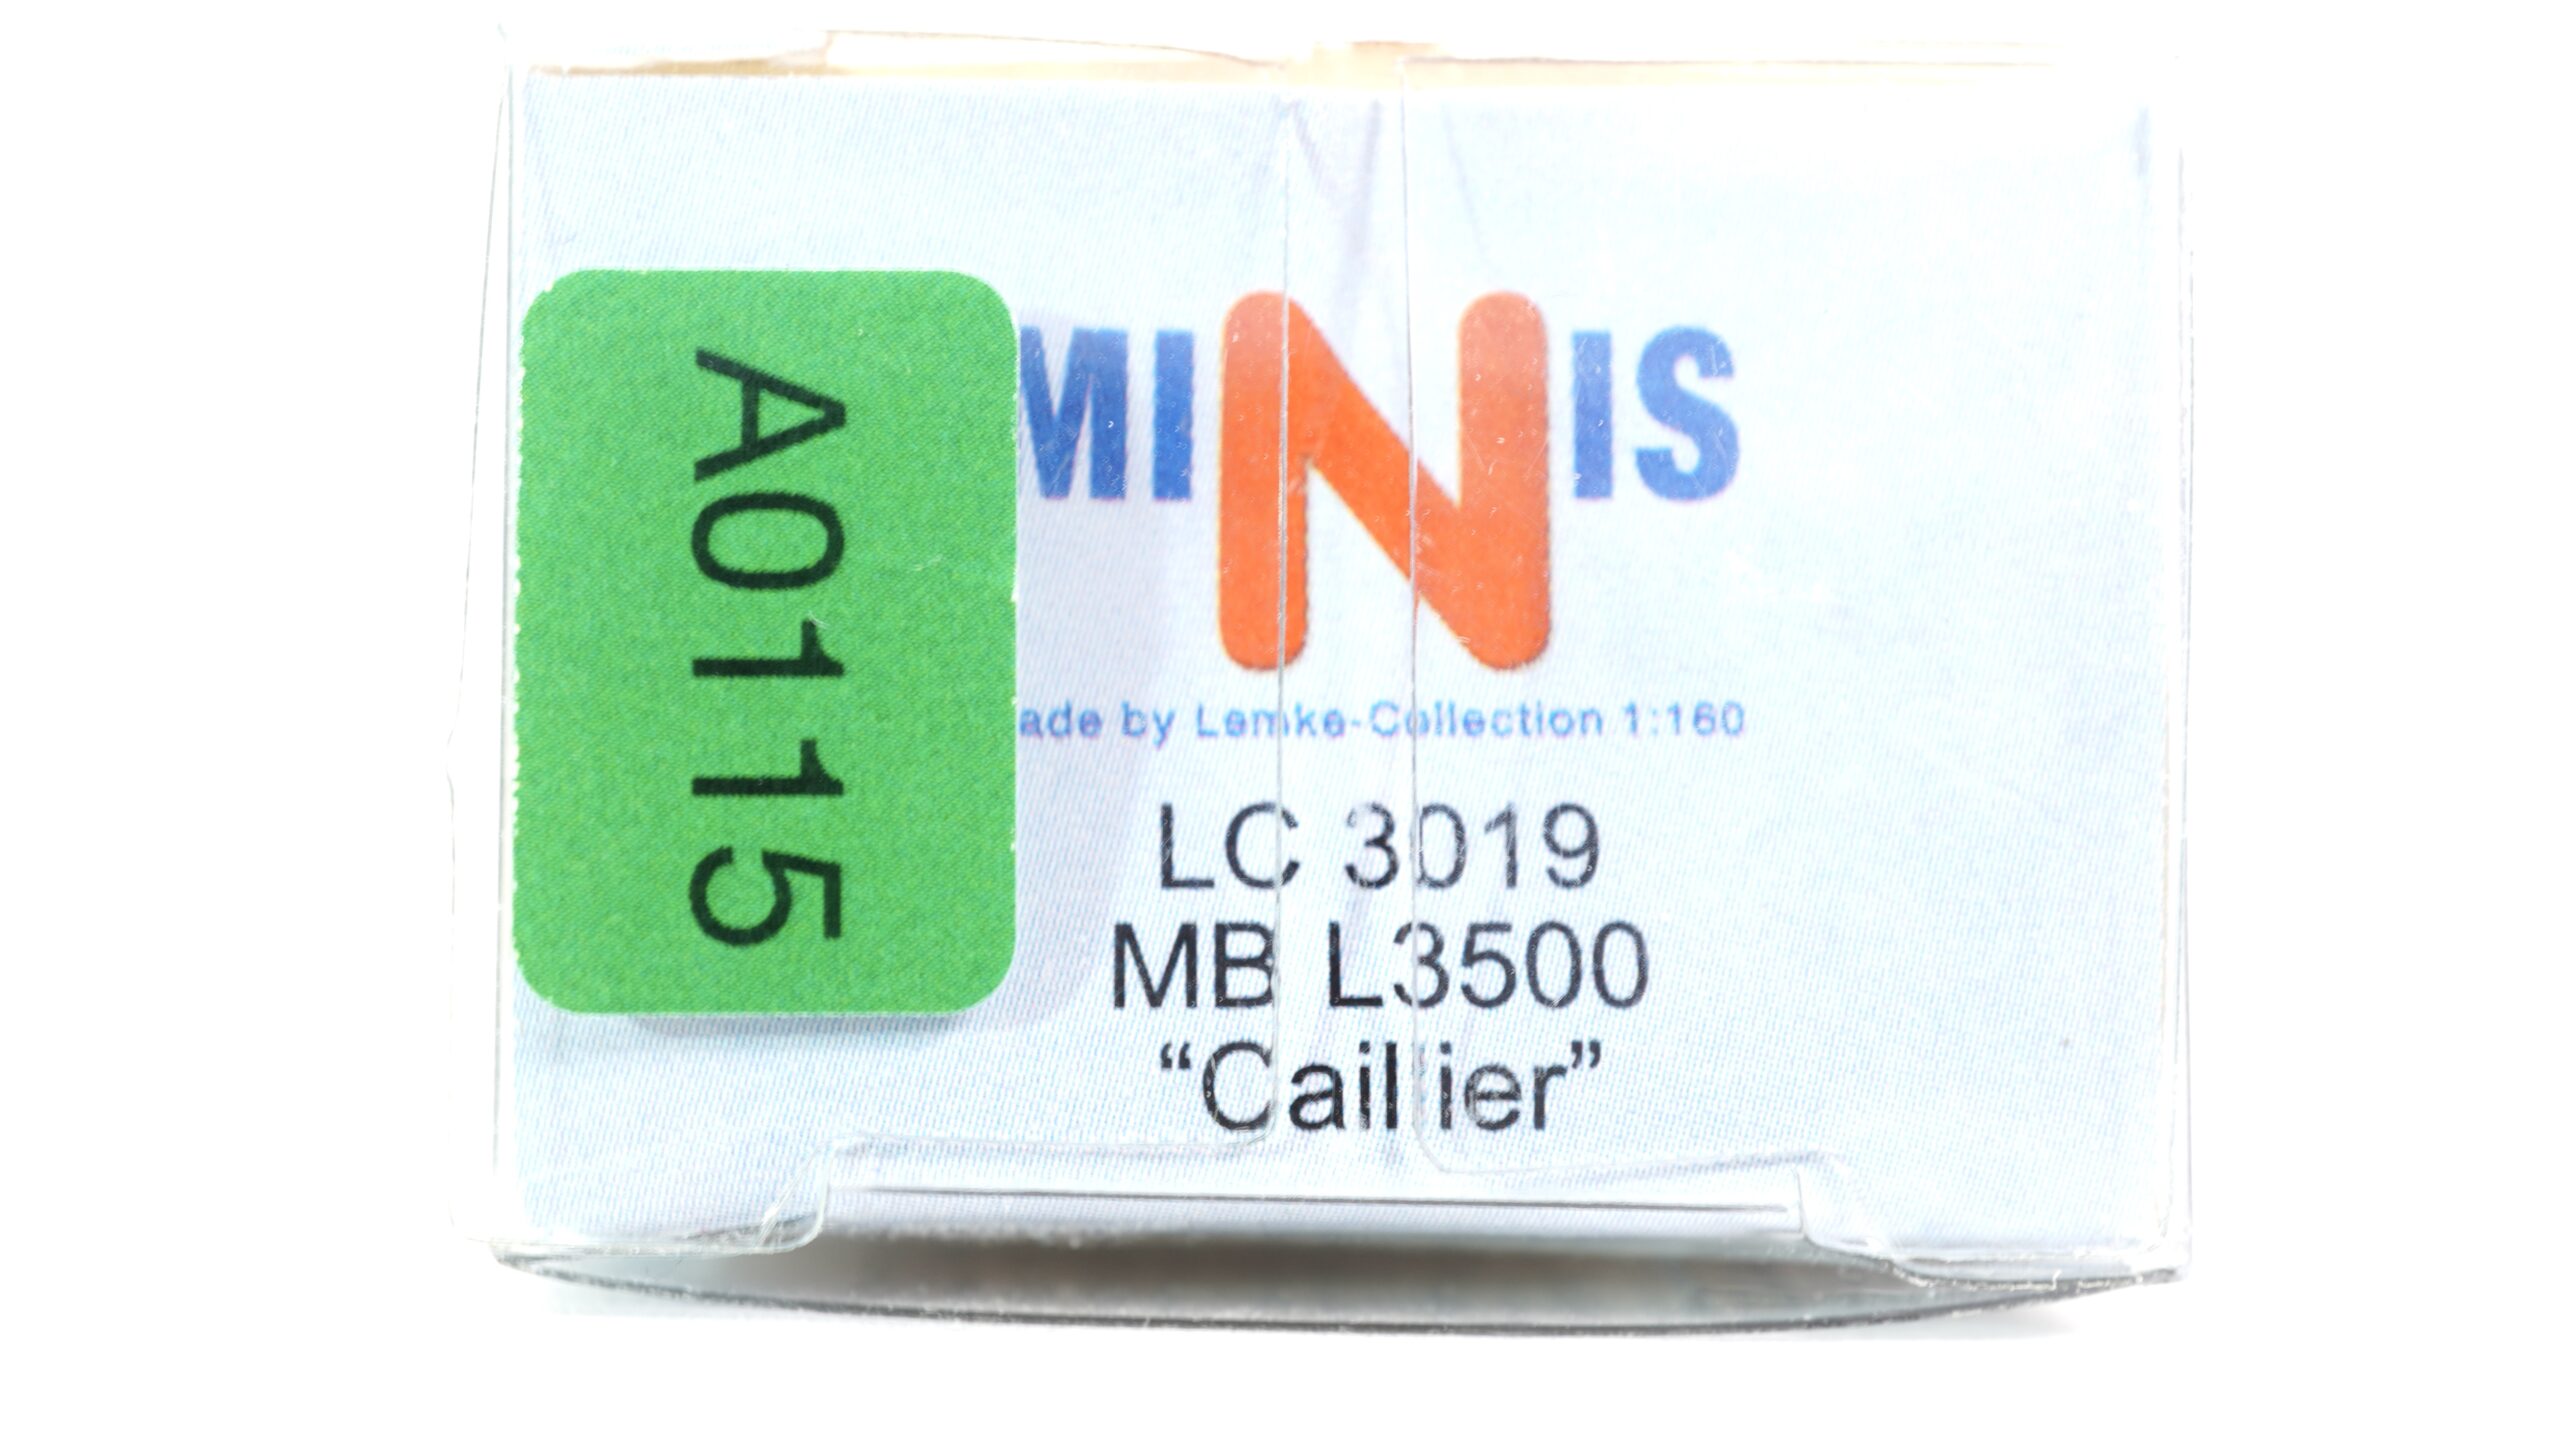 A0115
MINIS
ade by Lemke-Collection 1:160
LC 3019
MB L3500
“Cailler”